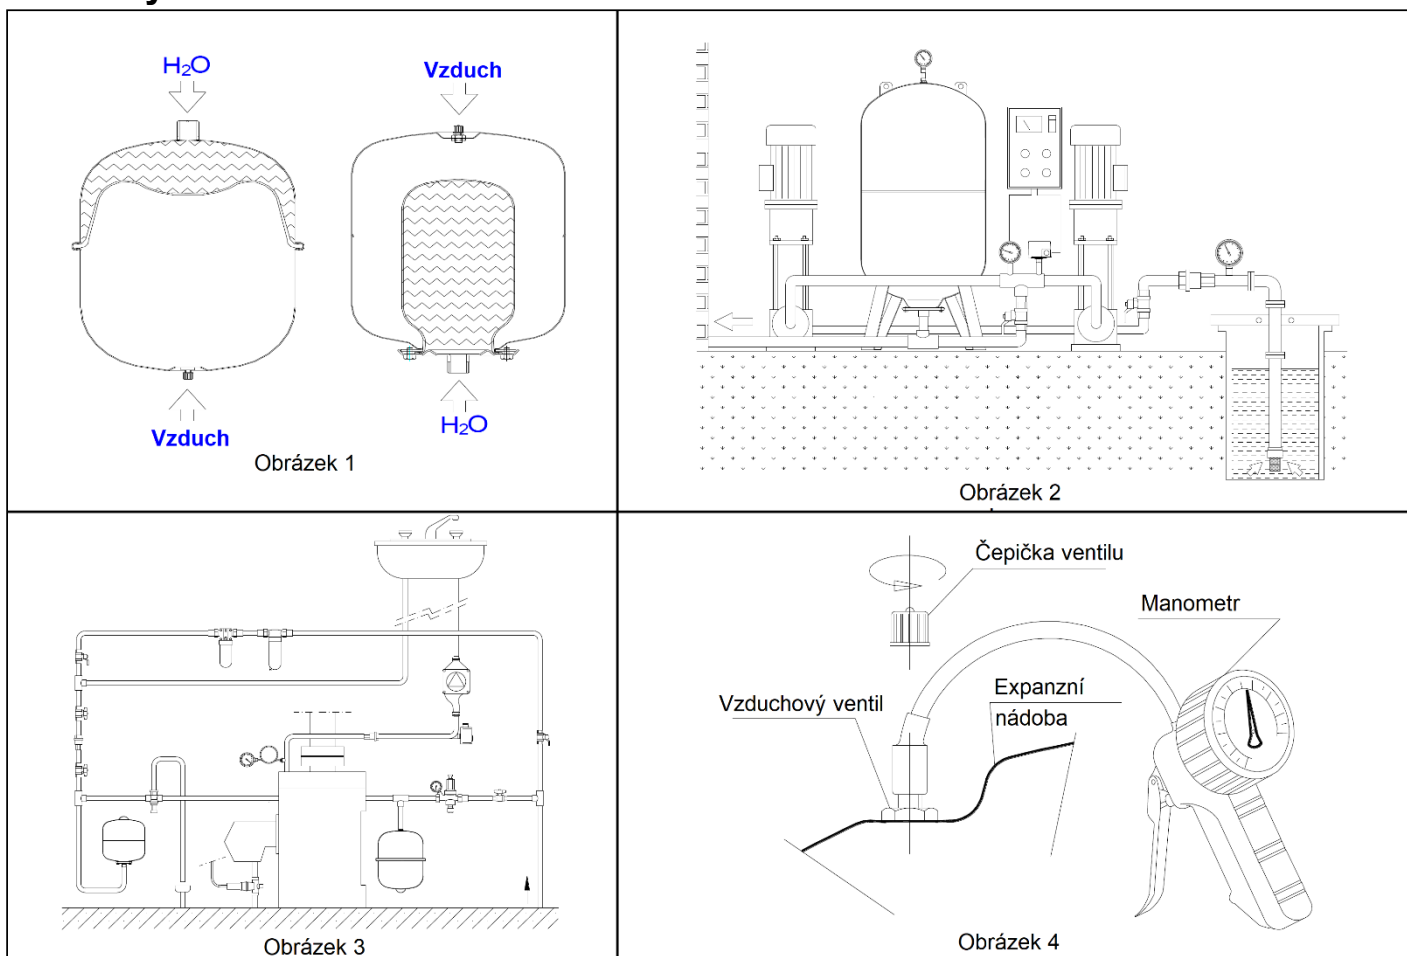 H₂O
Vzduch
Vzduch
H₂O
Obrázek 1
Obrázek 2
Obrázek 3
Čepička ventilu
Manometr
Vzduchový ventil
Expanzní
nádoba
Obrázek 4